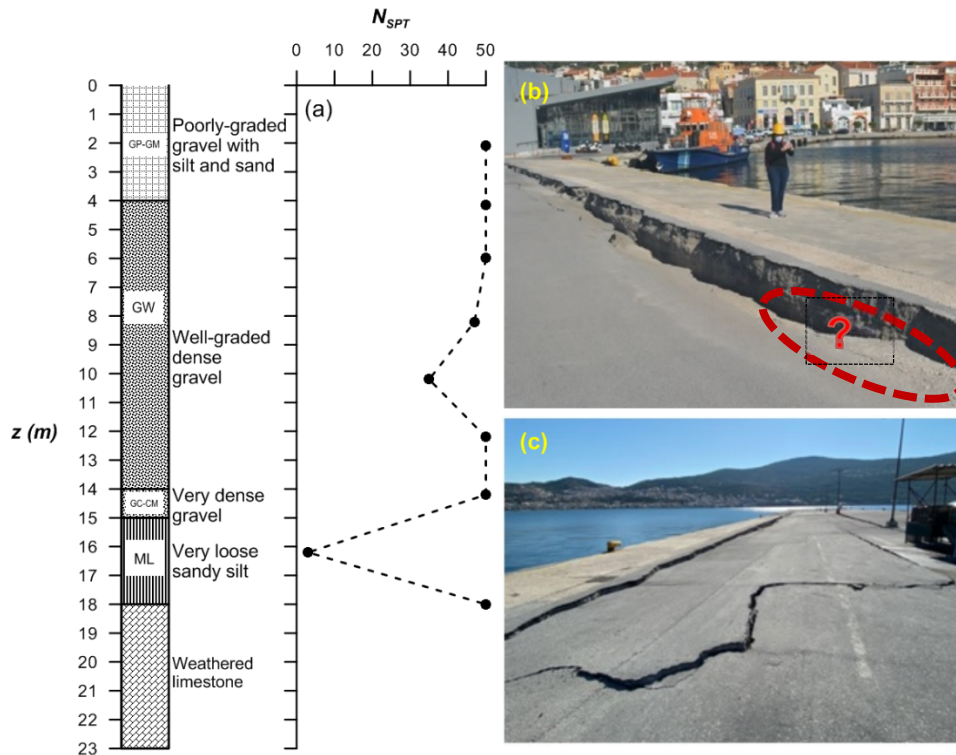 N_SPT
0 10 20 30 40 50
(a)
z (m)
0
1
2
3
4
5
6
7
8
9
10
11
12
13
14
15
16
17
18
19
20
21
22
23
GP-GM
Poorly-graded
gravel with
silt and sand
GW
Well-graded
dense
gravel
GC-CM
Very dense
gravel
ML
Very loose
sandy silt
Weathered
limestone
(b)
?
(c)